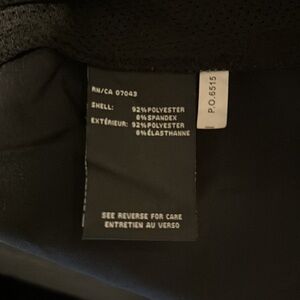 RN/CA 07043
SHELL: 92%POLYESTER
8%SPANDEX
EXTÉRIEUR: 92%POLYESTER
8%ÉLASTHANNE
SEE REVERSE FOR CARE
ENTRETIEN AU VERSO
P.O.6515